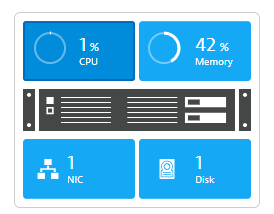 1 %
CPU
42 %
Memory
1
NIC
1
Disk